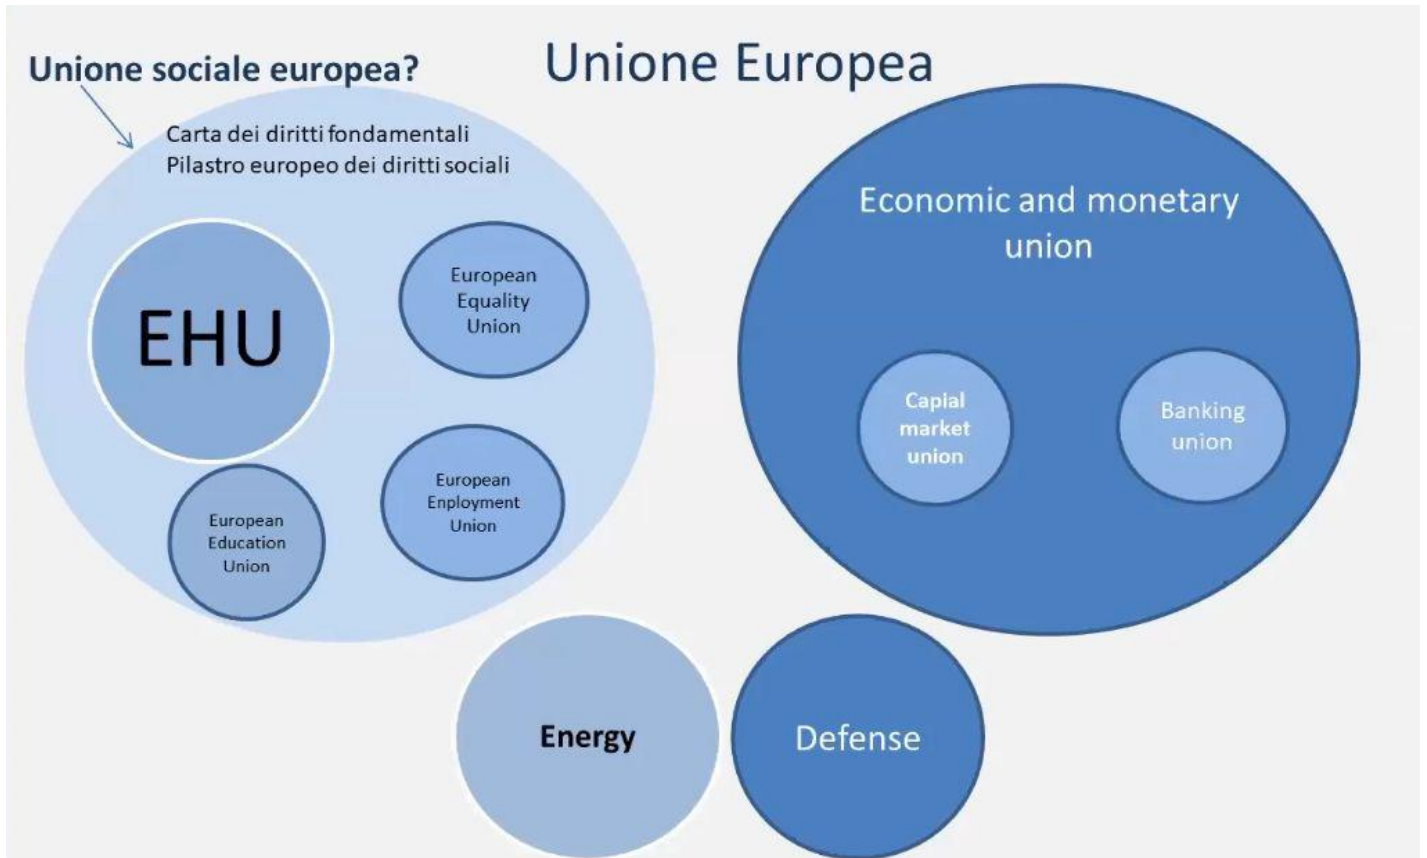 Unione Europea
Unione sociale europea?
Carta dei diritti fondamentali
Pilastro europeo dei diritti sociali
EHU
European
Equality
Union
European
Enployment
Union
European
Education
Union
Economic and monetary
union
Capial
market
union
Banking
union
Energy
Defense